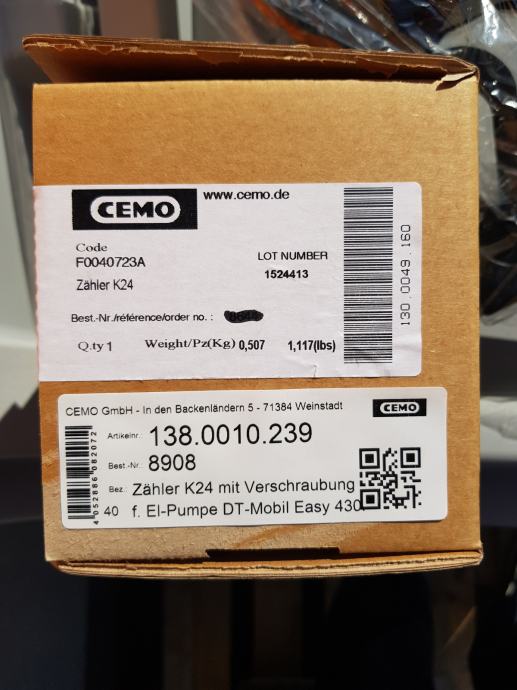 CEMO
www.cemo.de
Code
F0040723A
Zähler K24
LOT NUMBER
1524413
Best.-Nr./référence/order no. :
Q.ty 1 Weight/Pz(Kg) 0,507 1,117(lbs)
130.0049.160
CEMO GmbH - In den Backenländern 5 - 71384 Weinstadt
CEMO
Artikelnr.: 138.0010.239
Best.-Nr.: 8908
Bez.: Zähler K24 mit Verschraubung
40 f. El-Pumpe DT-Mobil Easy 430
4 052886 082072